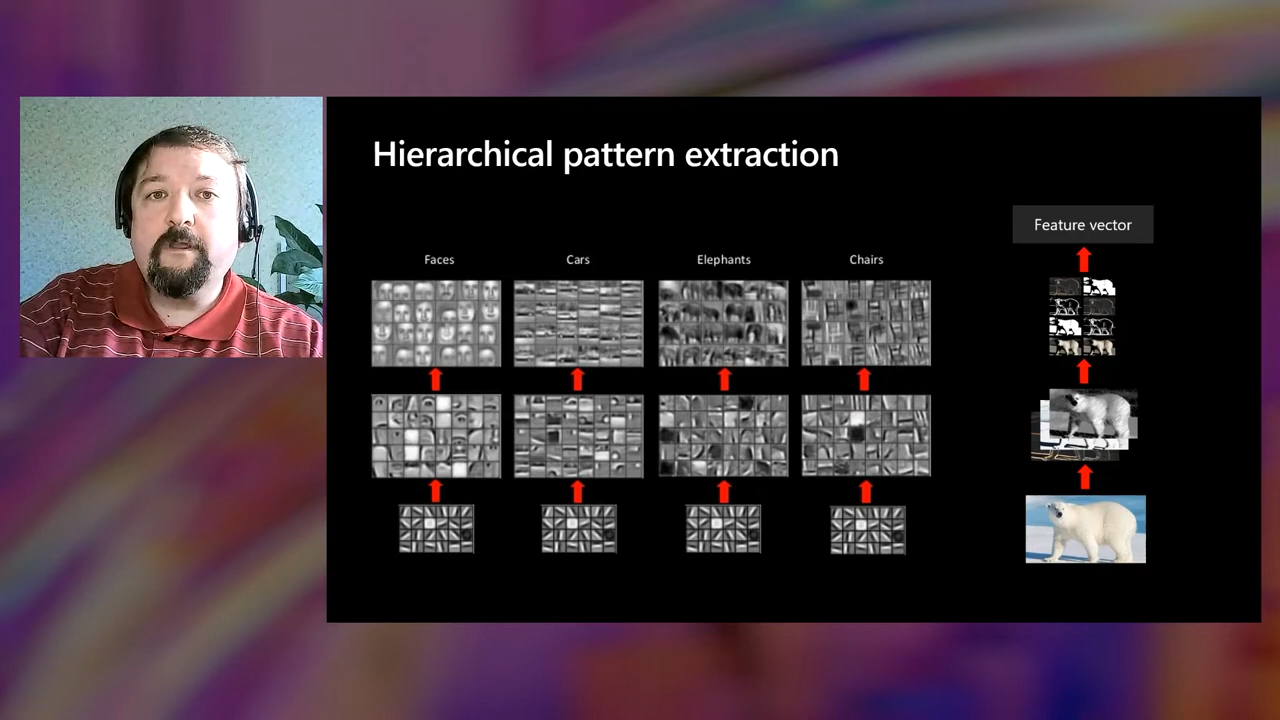 Hierarchical pattern extraction
Feature vector
Faces
Cars
Elephants
Chairs